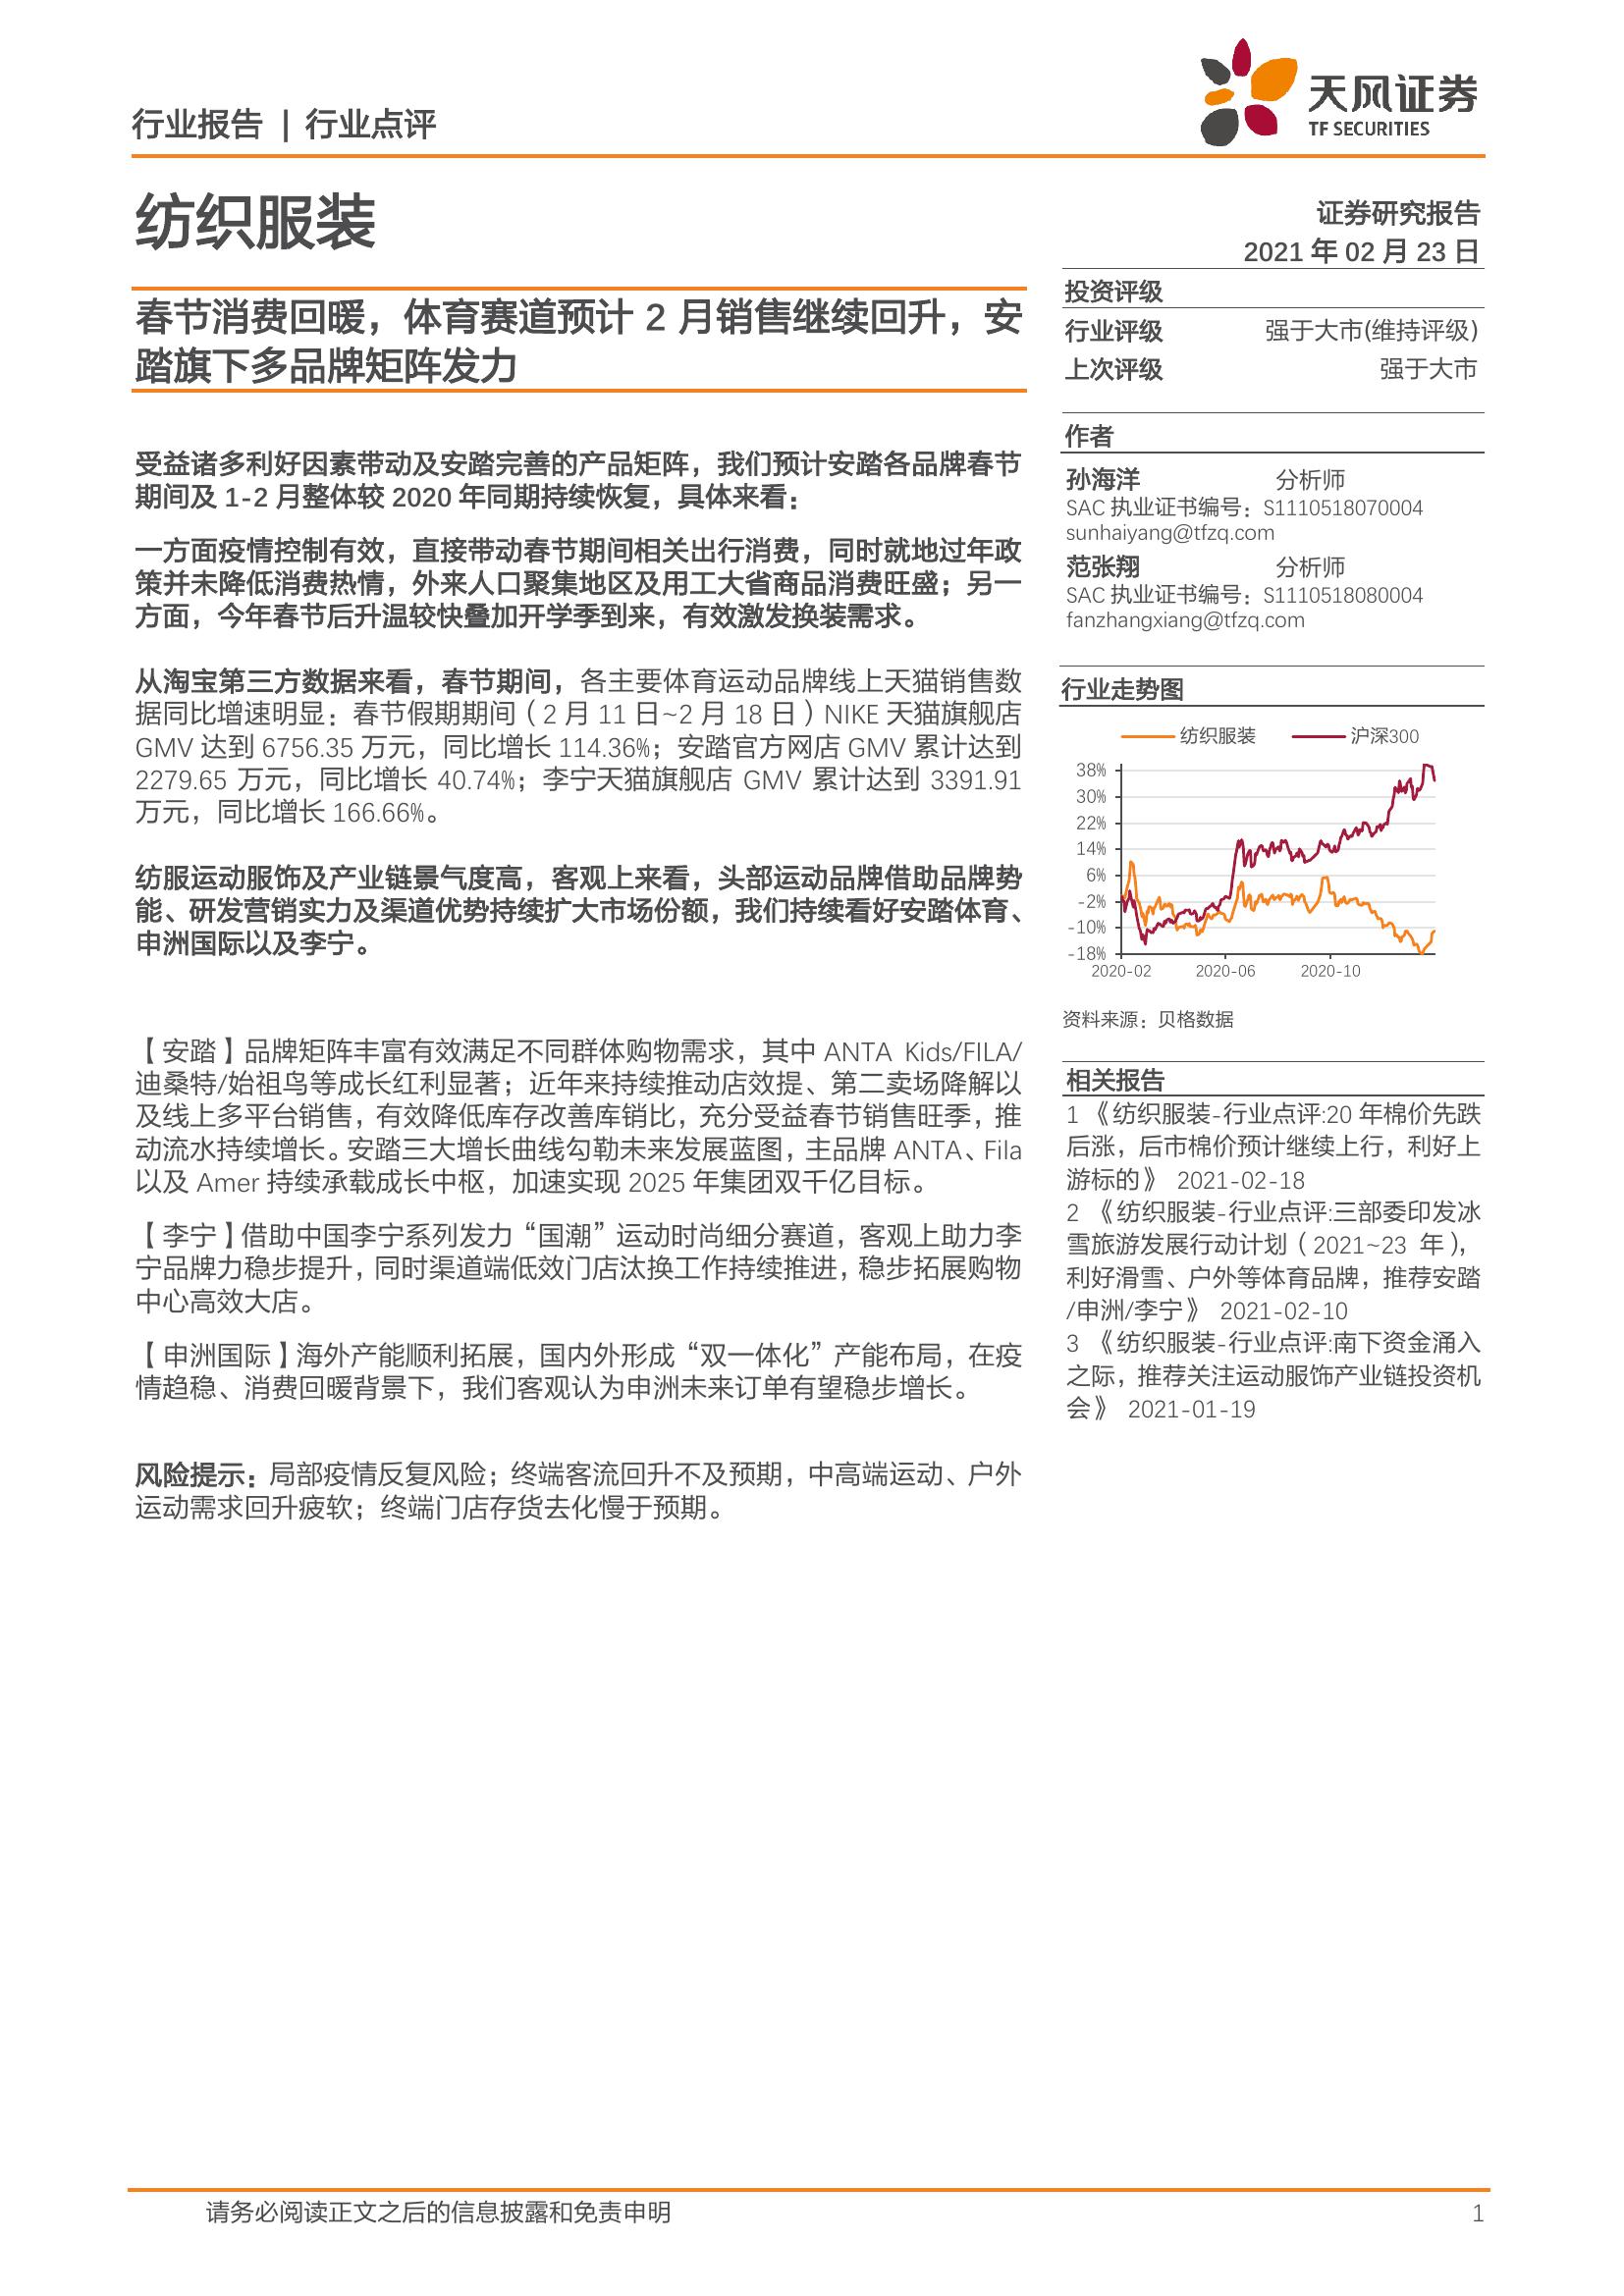 行业报告 | 行业点评
天风证券
TF SECURITIES
纺织服装
证券研究报告
2021 年 02 月 23 日
春节消费回暖，体育赛道预计 2 月销售继续回升，安
踏旗下多品牌矩阵发力
受益诸多利好因素带动及安踏完善的产品矩阵，我们预计安踏各品牌春节
期间及 1-2 月整体较 2020 年同期持续恢复，具体来看：
一方面疫情控制有效，直接带动春节期间相关出行消费，同时就地过年政
策并未降低消费热情，外来人口聚集地区及用工大省商品消费旺盛；另一
方面，今年春节后升温较快叠加开学季到来，有效激发换装需求。
从淘宝第三方数据来看，春节期间，各主要体育运动品牌线上天猫销售数
据同比增速明显：春节假期期间（2 月 11 日~2 月 18 日）NIKE 天猫旗舰店
GMV 达到 6756.35 万元，同比增长 114.36%；安踏官方网店 GMV 累计达到
2279.65 万元，同比增长 40.74%；李宁天猫旗舰店 GMV 累计达到 3391.91
万元，同比增长 166.66%。
纺服运动服饰及产业链景气度高，客观上来看，头部运动品牌借助品牌势
能、研发营销实力及渠道优势持续扩大市场份额，我们持续看好安踏体育、
申洲国际以及李宁。
【安踏】品牌矩阵丰富有效满足不同群体购物需求，其中 ANTA Kids/FILA/
迪桑特/始祖鸟等成长红利显著；近年来持续推动店效提、第二卖场降解以
及线上多平台销售，有效降低库存改善库销比，充分受益春节销售旺季，推
动流水持续增长。安踏三大增长曲线勾勒未来发展蓝图，主品牌 ANTA、Fila
以及 Amer 持续承载成长中枢，加速实现 2025 年集团双千亿目标。
【李宁】借助中国李宁系列发力“国潮”运动时尚细分赛道，客观上助力李
宁品牌力稳步提升，同时渠道端低效门店汰换工作持续推进，稳步拓展购物
中心高效大店。
【申洲国际】海外产能顺利拓展，国内外形成“双一体化”产能布局，在疫
情趋稳、消费回暖背景下，我们客观认为申洲未来订单有望稳步增长。
风险提示：局部疫情反复风险；终端客流回升不及预期，中高端运动、户外
运动需求回升疲软；终端门店存货去化慢于预期。
投资评级
行业评级 强于大市(维持评级)
上次评级 强于大市
作者
孙海洋 分析师
SAC 执业证书编号：S1110518070004
sunhaiyang@tfzq.com
范张翔 分析师
SAC 执业证书编号：S1110518080004
fanzhangxiang@tfzq.com
行业走势图
纺织服装 沪深300
38%
30%
22%
14%
6%
-2%
-10%
-18%
2020-02 2020-06 2020-10
资料来源：贝格数据
相关报告
1 《纺织服装-行业点评:20 年棉价先跌
后涨，后市棉价预计继续上行，利好上
游标的》 2021-02-18
2 《纺织服装-行业点评:三部委印发冰
雪旅游发展行动计划（2021~23 年），
利好滑雪、户外等体育品牌，推荐安踏
/申洲/李宁》 2021-02-10
3 《纺织服装-行业点评:南下资金涌入
之际，推荐关注运动服饰产业链投资机
会》 2021-01-19
请务必阅读正文之后的信息披露和免责申明 1